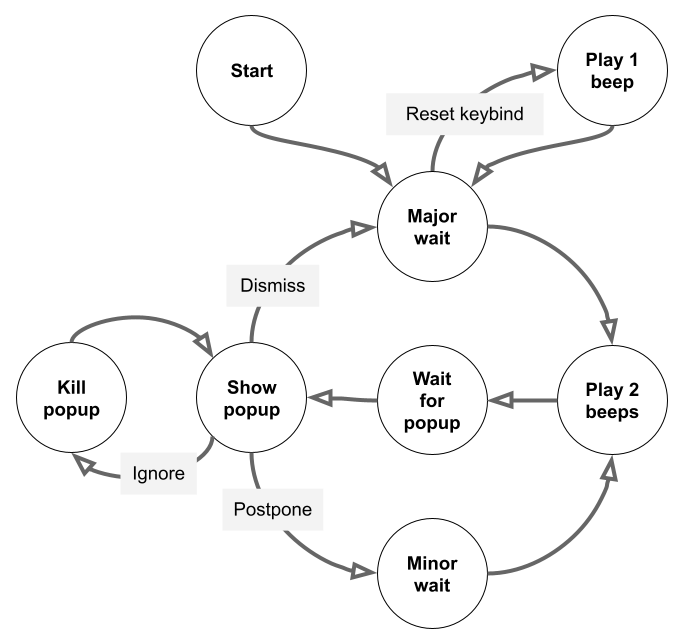 Start
Play 1
beep
Reset keybind
Major
wait
Dismiss
Kill
popup
Show
popup
Wait
for
popup
Play 2
beeps
Ignore
Postpone
Minor
wait